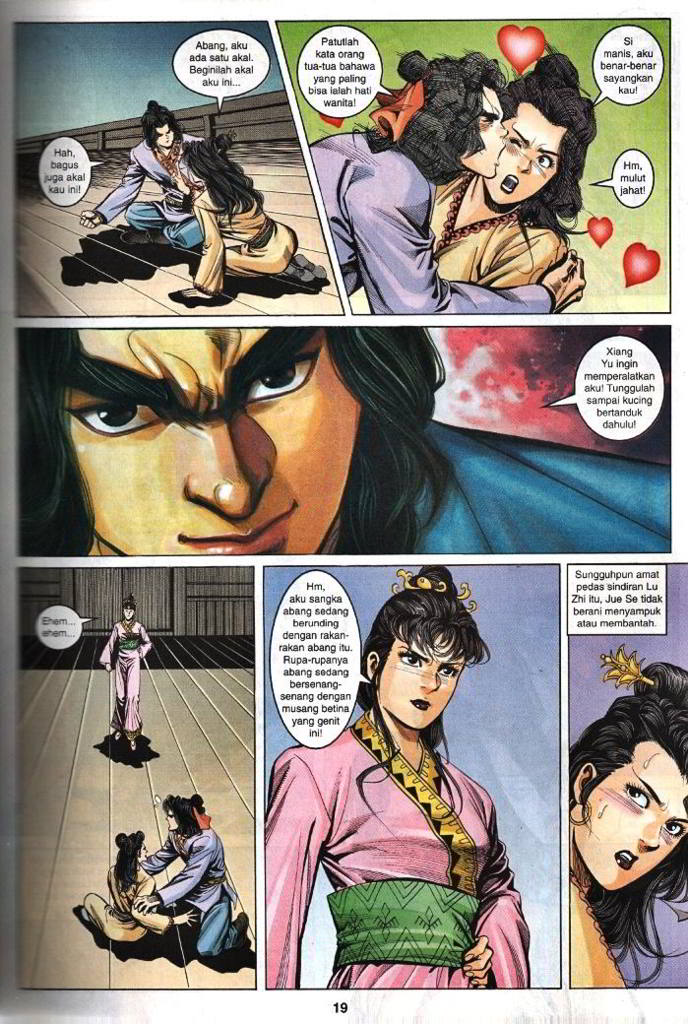 Abang, aku
ada satu akal.
Beginilah akal
aku ini...
Hah,
bagus
juga akal
kau ini!
Patutlah
kata orang
tua-tua bahawa
yang paling
bisa ialah hati
wanita!
Si
manis, aku
benar-benar
sayangkan
kau!
Hm,
mulut
jahat!
Xiang
Yu ingin
memperalatkan
aku! Tunggulah
sampai kucing
bertanduk
dahulu!
Ehem...
ehem...
Hm,
aku sangka
abang sedang
berunding
dengan rakan-
rakan abang itu.
Rupa-rupanya
abang sedang
bersenang-
senang dengan
musang betina
yang genit
ini!
Sungguhpun amat
pedas sindiran Lu
Zhi itu, Jue Se tidak
berani menyampuk
atau membantah.
19